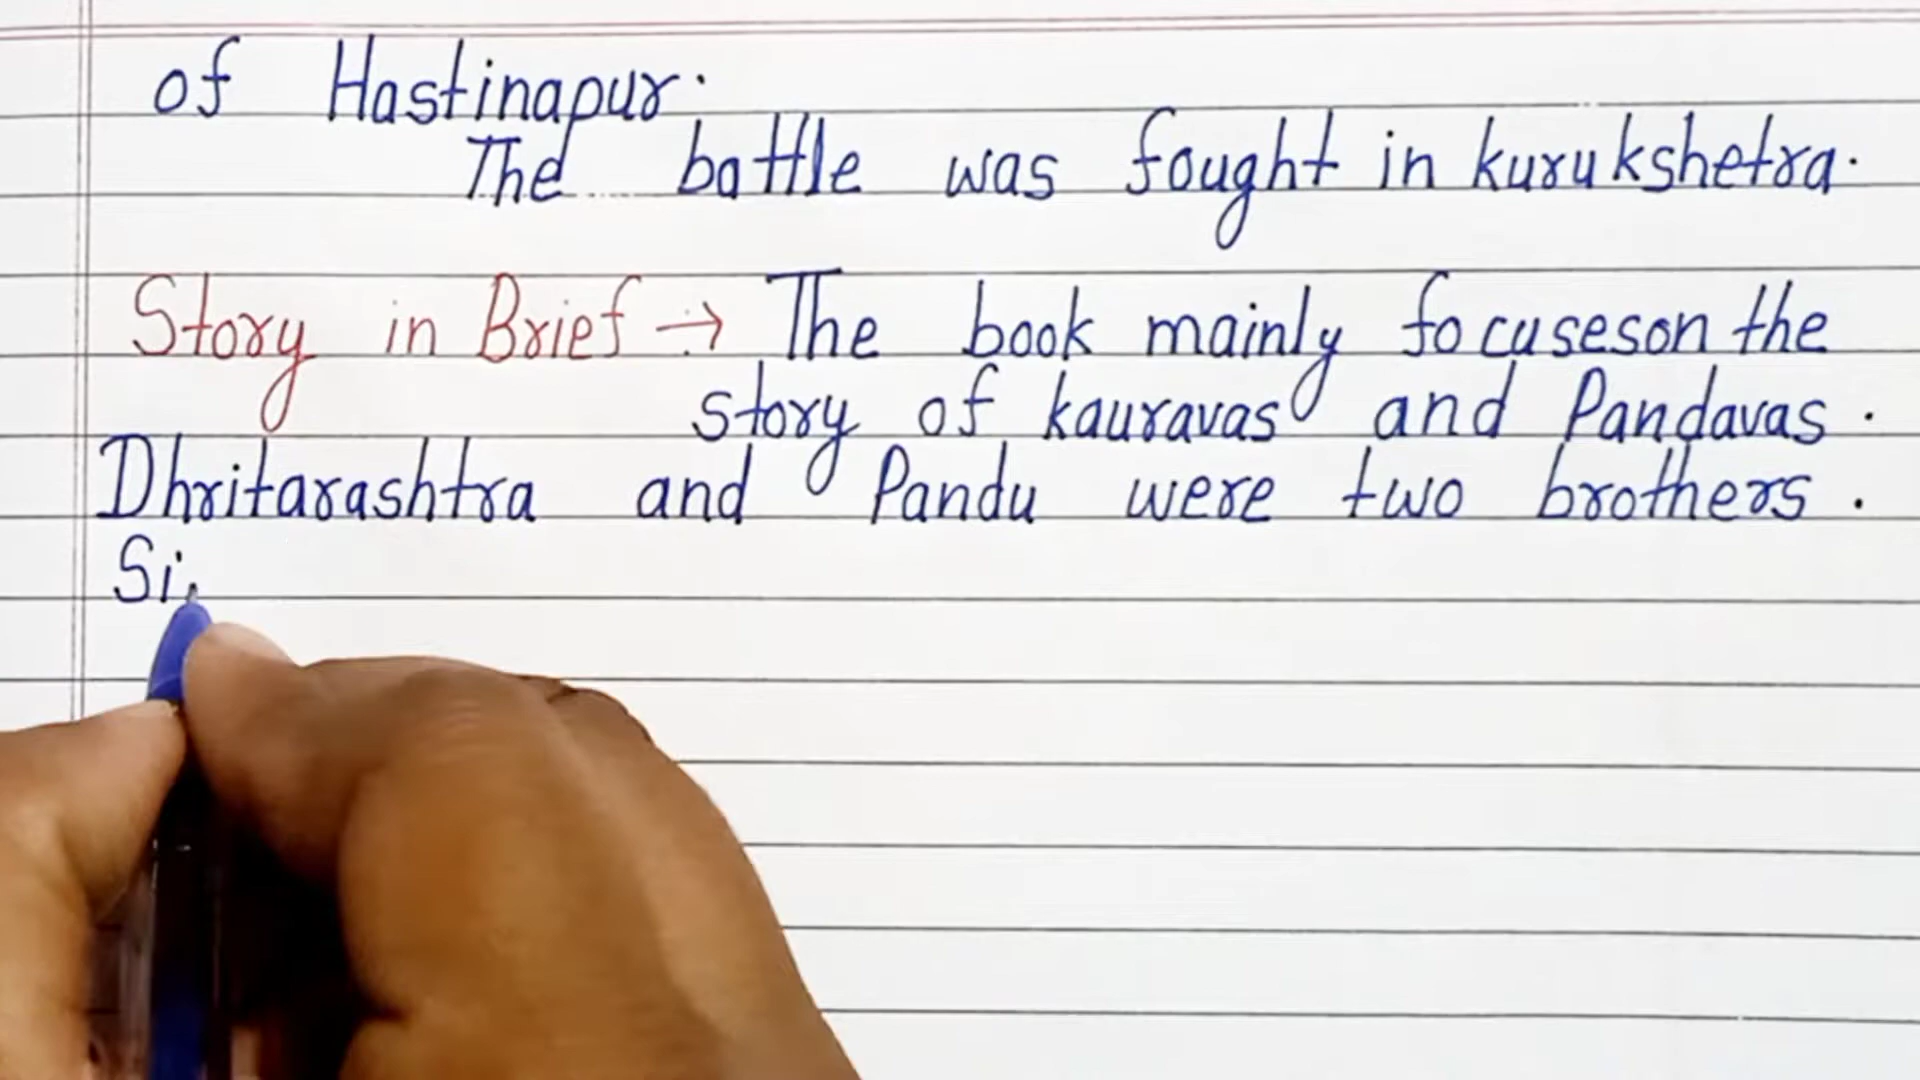 of Hastinapur.
The battle was fought in kurukshetra.
Story in Brief → The book mainly focuseson the
story of kauravas and Pandavas.
Dhritarashtra and Pandu were two brothers.
Si